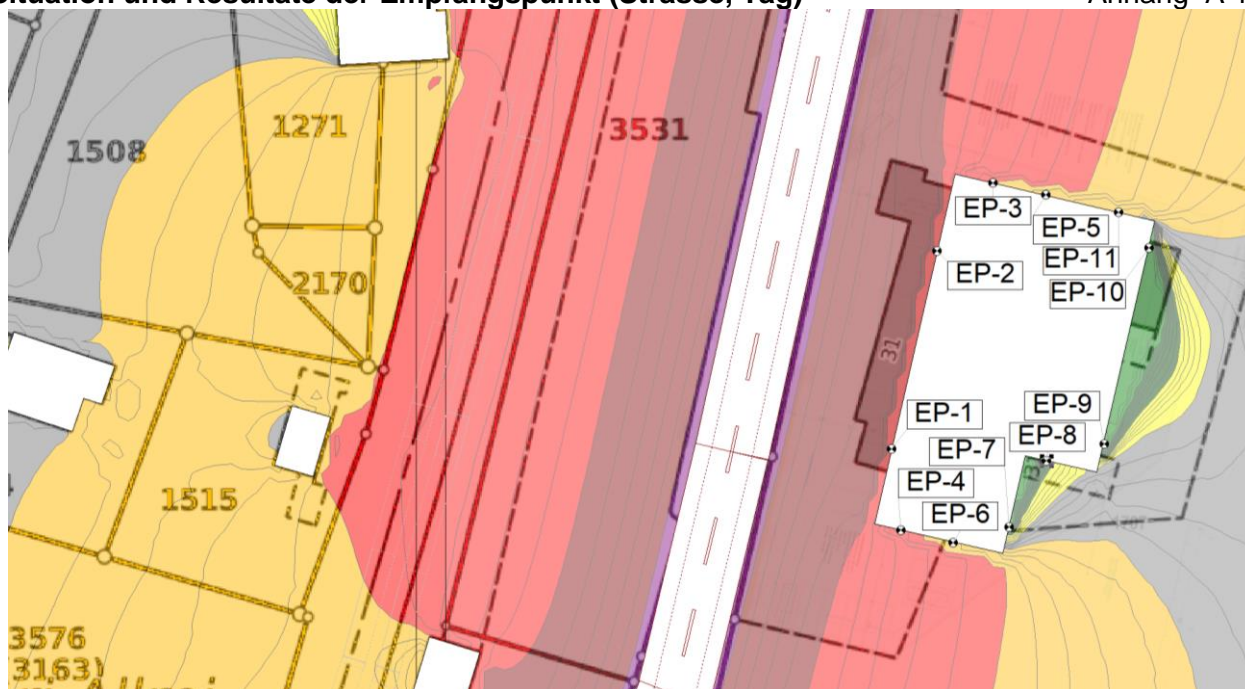 Situation und Resultate der Empfangspunkt (Strasse, Tag)
Anhang A
1271
1508
3531
2170
EP-3
EP-5
EP-2
EP-11
EP-10
31
EP-1
EP-9
EP-7
EP-8
EP-4
EP-6
1515
3576
(3163)